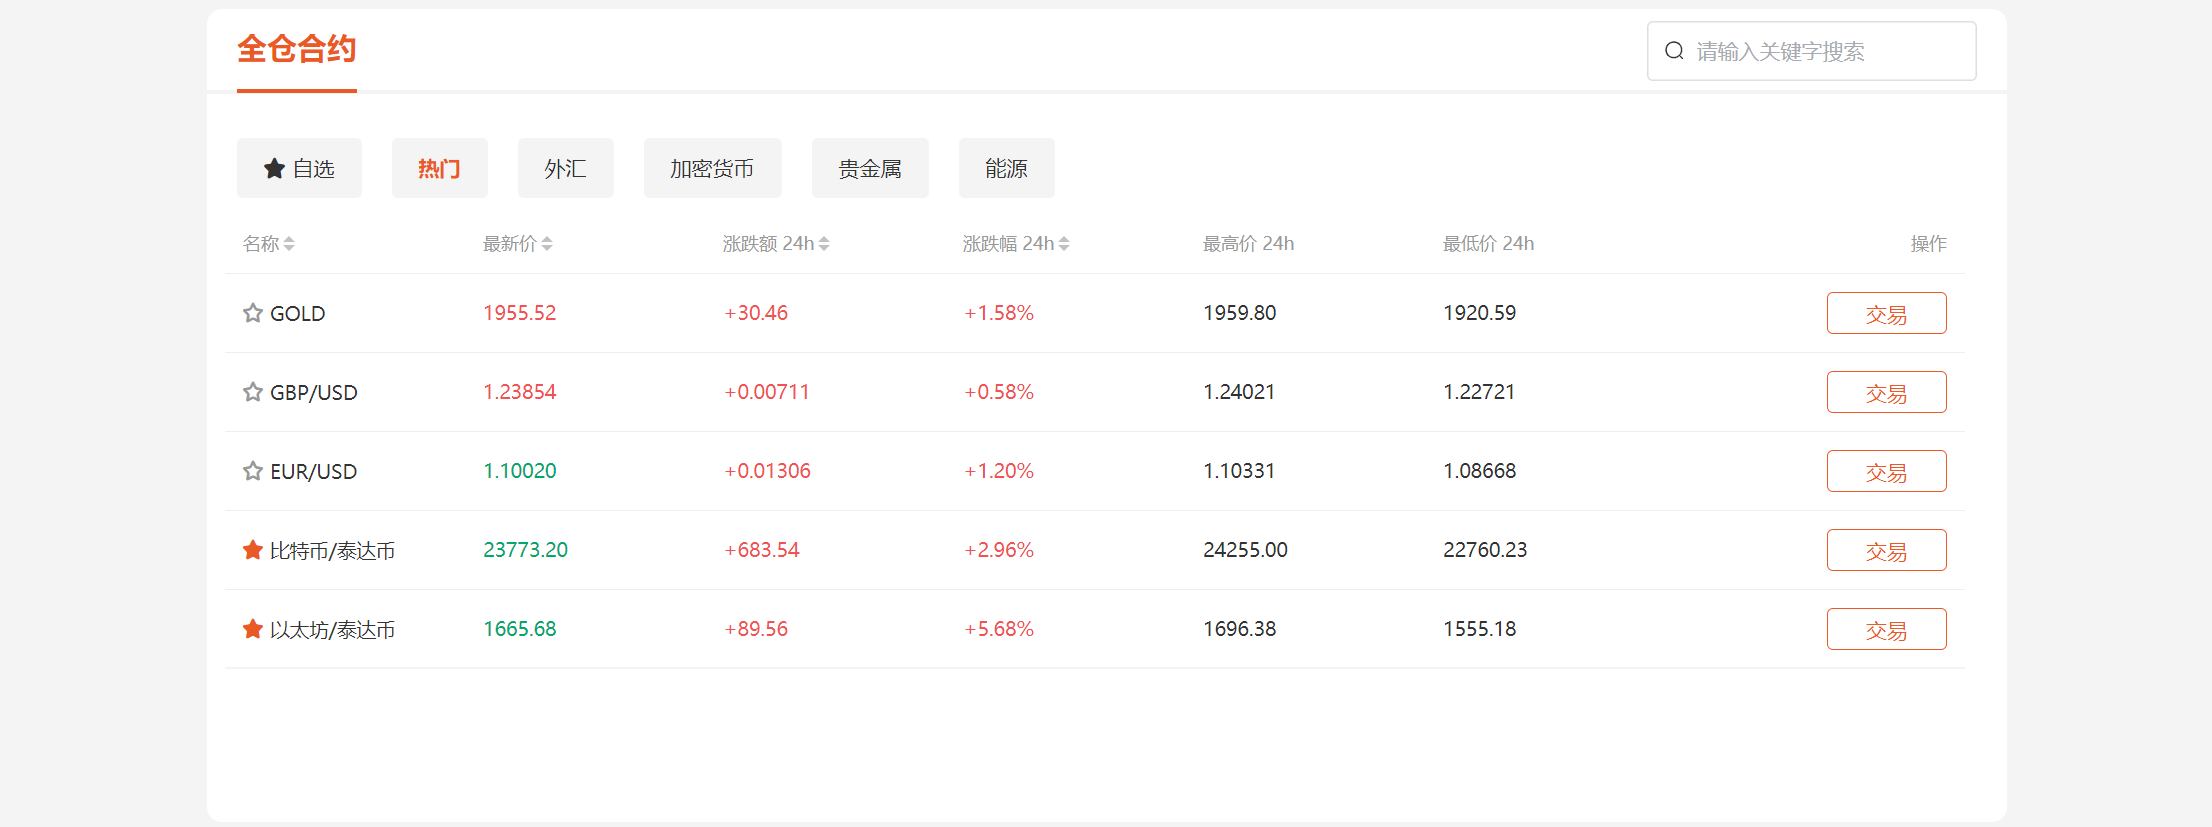 全仓合约
请输入关键字搜索
自选 热门 外汇 加密货币 贵金属 能源
名称 最新价 涨跌额 24h 涨跌幅 24h 最高价 24h 最低价 24h 操作
GOLD 1955.52 +30.46 +1.58% 1959.80 1920.59 交易
GBP/USD 1.23854 +0.00711 +0.58% 1.24021 1.22721 交易
EUR/USD 1.10020 +0.01306 +1.20% 1.10331 1.08668 交易
比特币/泰达币 23773.20 +683.54 +2.96% 24255.00 22760.23 交易
以太坊/泰达币 1665.68 +89.56 +5.68% 1696.38 1555.18 交易